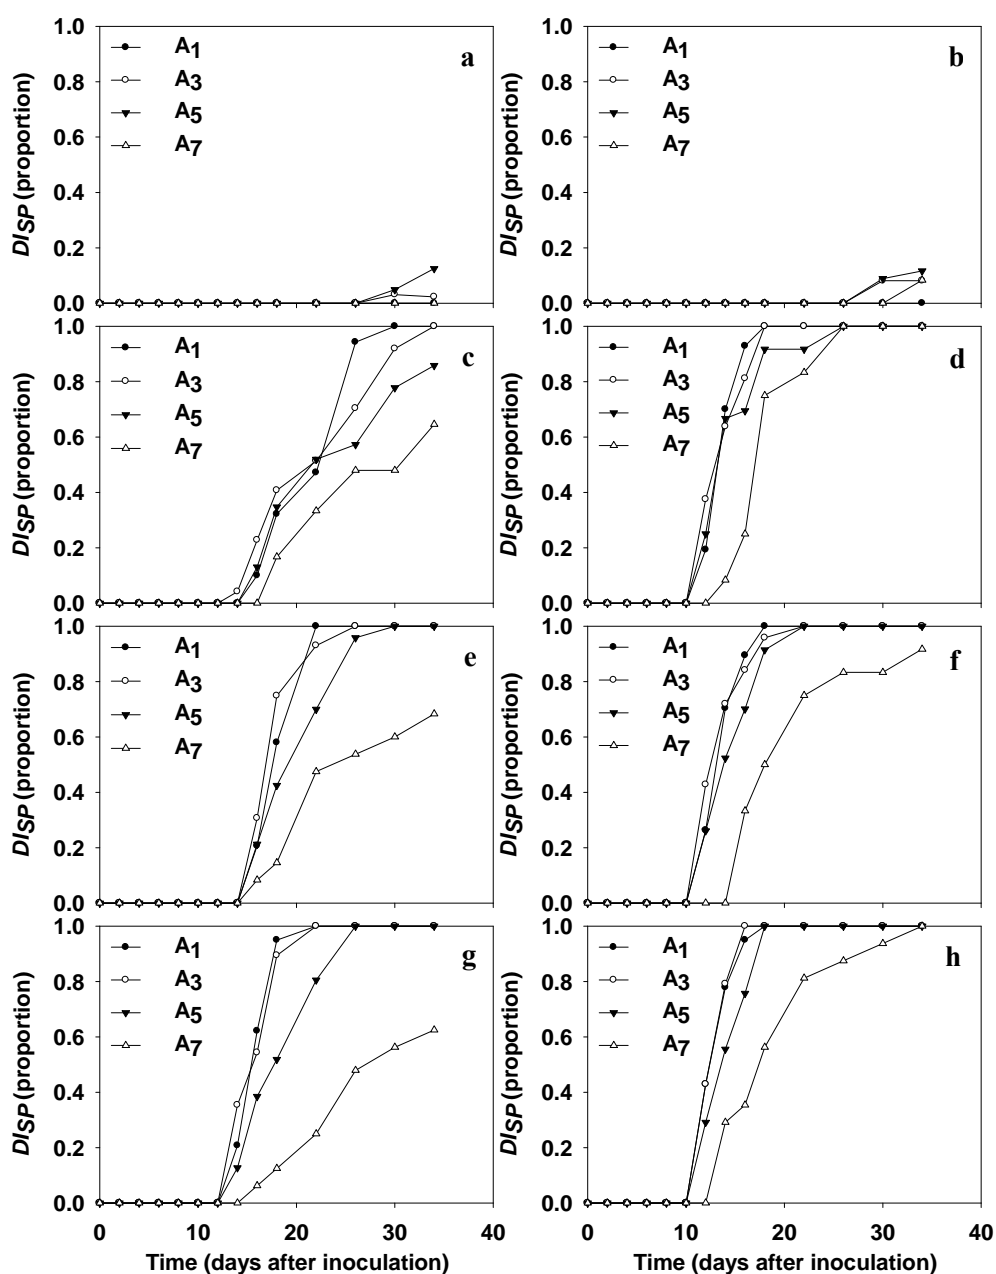 1.0
0.8
0.6
0.4
0.2
0.0
DISP (proportion)
A1
A3
A5
A7
a
1.0
0.8
0.6
0.4
0.2
0.0
DISP (proportion)
A1
A3
A5
A7
b
1.0
0.8
0.6
0.4
0.2
0.0
DISP (proportion)
A1
A3
A5
A7
c
1.0
0.8
0.6
0.4
0.2
0.0
DISP (proportion)
A1
A3
A5
A7
d
1.0
0.8
0.6
0.4
0.2
0.0
DISP (proportion)
A1
A3
A5
A7
e
1.0
0.8
0.6
0.4
0.2
0.0
DISP (proportion)
A1
A3
A5
A7
f
1.0
0.8
0.6
0.4
0.2
0.0
DISP (proportion)
A1
A3
A5
A7
g
0 10 20 30 40
Time (days after inoculation)
1.0
0.8
0.6
0.4
0.2
0.0
DISP (proportion)
A1
A3
A5
A7
h
0 10 20 30 40
Time (days after inoculation)